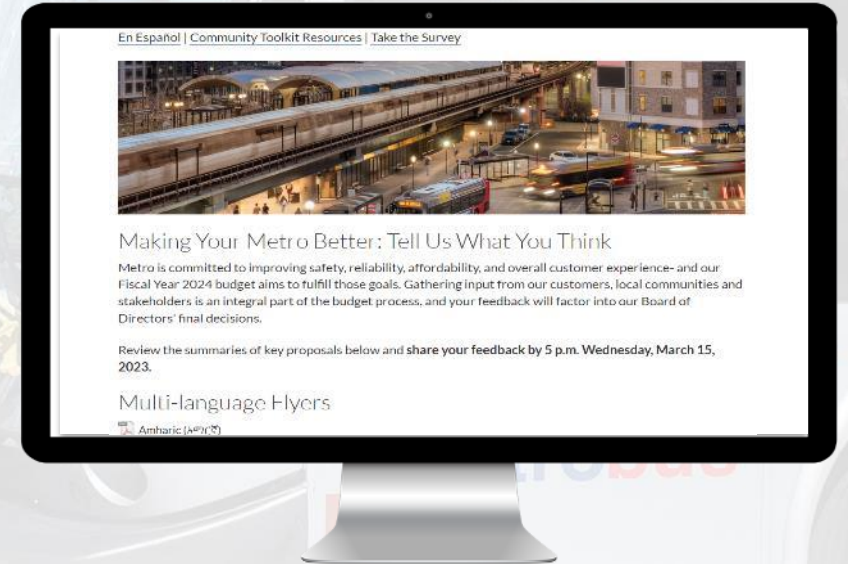 En Español | Community Toolkit Resources | Take the Survey
Making Your Metro Better: Tell Us What You Think
Metro is committed to improving safety, reliability, affordability, and overall customer experience- and our
Fiscal Year 2024 budget aims to fulfill those goals. Gathering input from our customers, local communities and
stakeholders is an integral part of the budget process, and your feedback will factor into our Board of
Directors' final decisions.
Review the summaries of key proposals below and share your feedback by 5 p.m. Wednesday, March 15,
2023.
Multi-language Flyers
Amharic (አማርኛ)